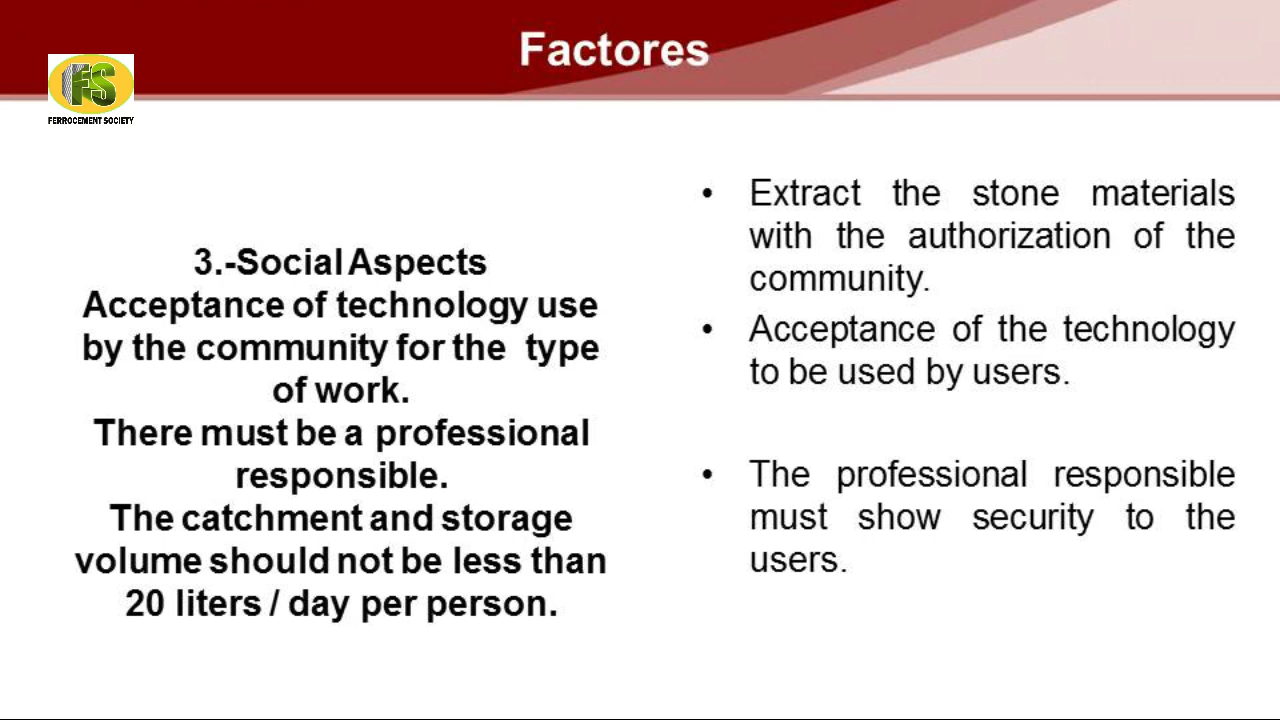 Factores
FS
FERROCEMENT SOCIETY
3.-Social Aspects
Acceptance of technology use
by the community for the type
of work.
There must be a professional
responsible.
The catchment and storage
volume should not be less than
20 liters / day per person.
• Extract the stone materials
with the authorization of the
community.
• Acceptance of the technology
to be used by users.
• The professional responsible
must show security to the
users.